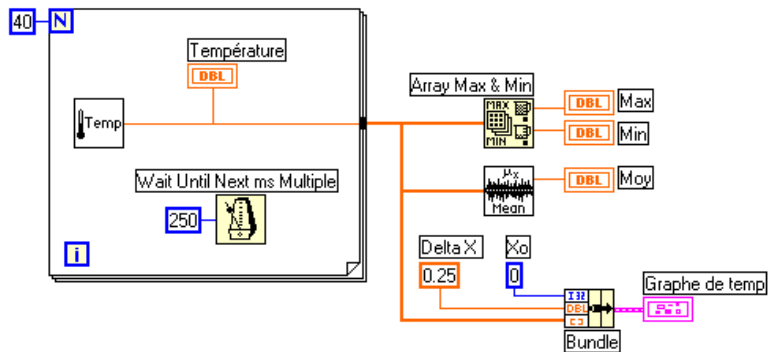 40
N
Température
DBL
Temp
Wait Until Next ms Multiple
250
i
Array Max & Min
MAX
MIN
DBL
Max
DBL
Min
μx
Mean
DBL
Moy
Delta X
0.25
Xo
0
I32
DBL
Bundle
Graphe de temp